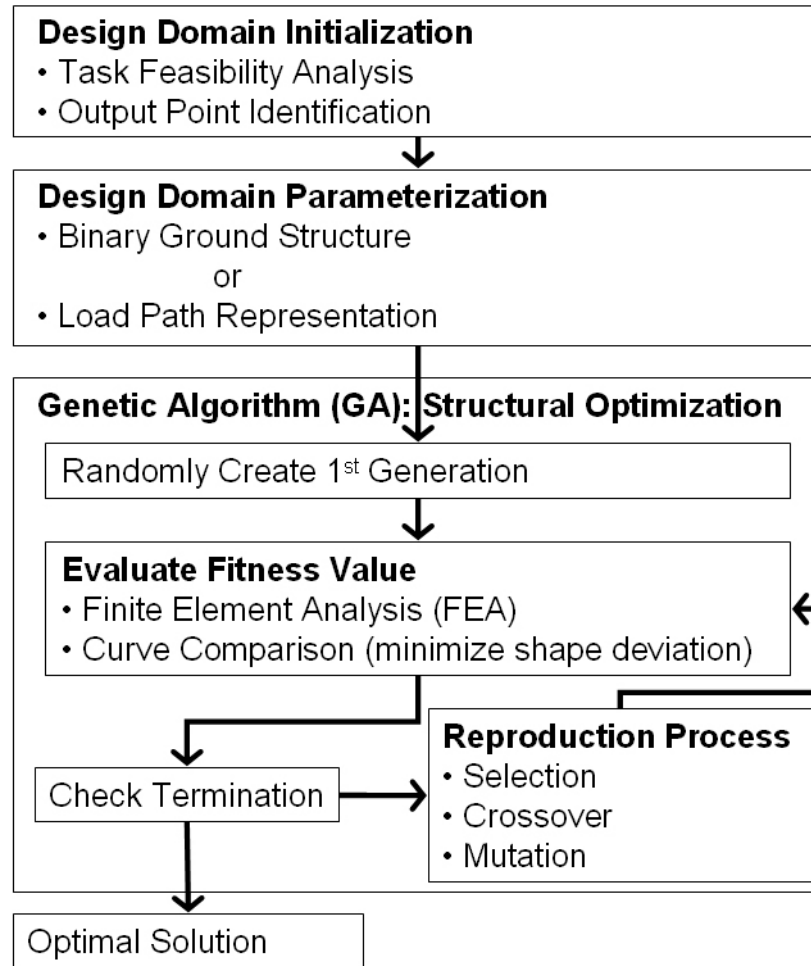 Design Domain Initialization
• Task Feasibility Analysis
• Output Point Identification
Design Domain Parameterization
• Binary Ground Structure
or
• Load Path Representation
Genetic Algorithm (GA): Structural Optimization
Randomly Create 1st Generation
Evaluate Fitness Value
• Finite Element Analysis (FEA)
• Curve Comparison (minimize shape deviation)
Reproduction Process
• Selection
• Crossover
• Mutation
Check Termination
Optimal Solution